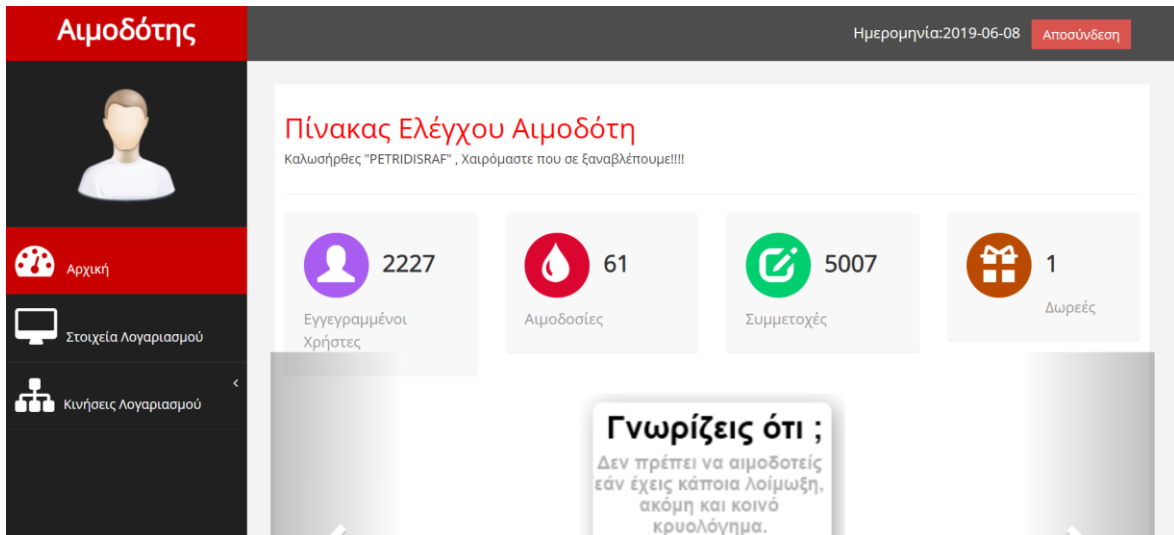 Αιμοδότης
Ημερομηνία:2019-06-08 Αποσύνδεση
Πίνακας Ελέγχου Αιμοδότη
Καλωσήρθες "PETRIDISRAF" , Χαιρόμαστε που σε ξαναβλέπουμε!!!!
Αρχική
Στοιχεία Λογαριασμού
Κινήσεις Λογαριασμού
2227
Εγγεγραμμένοι
Χρήστες
61
Αιμοδοσίες
5007
Συμμετοχές
1
Δωρεές
Γνωρίζεις ότι ;
Δεν πρέπει να αιμοδοτείς
εάν έχεις κάποια λοίμωξη,
ακόμη και κοινό
κρυολόγημα.